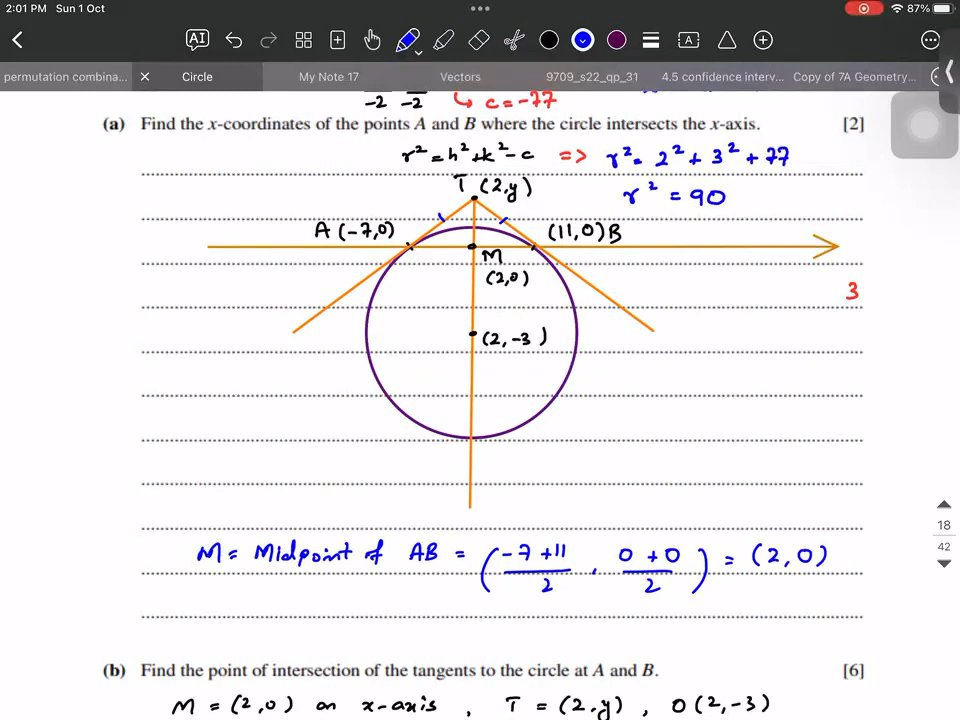 2:01 PM Sun 1 Oct
87%
AI
A
permutation combina...
Circle
My Note 17
Vectors
9709_s22_qp_31
4.5 confidence interv...
Copy of 7A Geometry...
-2 -2 ↳ c = -77
(a) Find the x-coordinates of the points A and B where the circle intersects the x-axis. [2]
r² = h² + k² - c => r² = 2² + 3² + 77
T (2,y) r² = 90
A (-7,0) (11,0) B
M
(2,0)
3
(2, -3)
M = Midpoint of AB = (-7+11/2, 0+0/2) = (2, 0)
18
42
(b) Find the point of intersection of the tangents to the circle at A and B. [6]
M = (2,0) on x-axis, T = (2,y), O(2,-3)